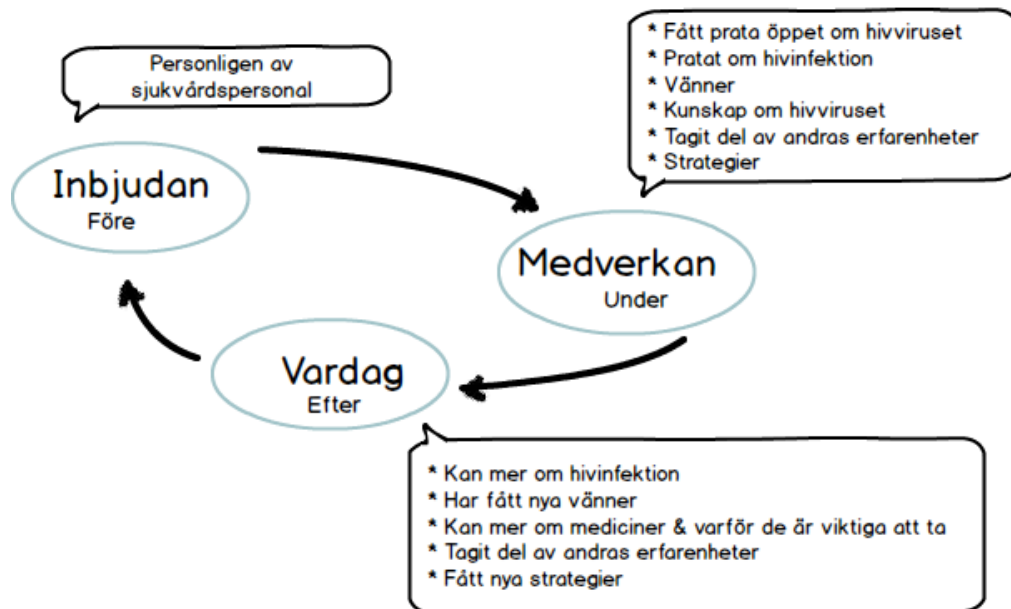 Personligen av
sjukvårdspersonal
Inbjudan
Före
* Fått prata öppet om hivviruset
* Pratat om hivinfektion
* Vänner
* Kunskap om hivviruset
* Tagit del av andras erfarenheter
* Strategier
Medverkan
Under
Vardag
Efter
* Kan mer om hivinfektion
* Har fått nya vänner
* Kan mer om mediciner & varför de är viktiga att ta
* Tagit del av andras erfarenheter
* Fått nya strategier